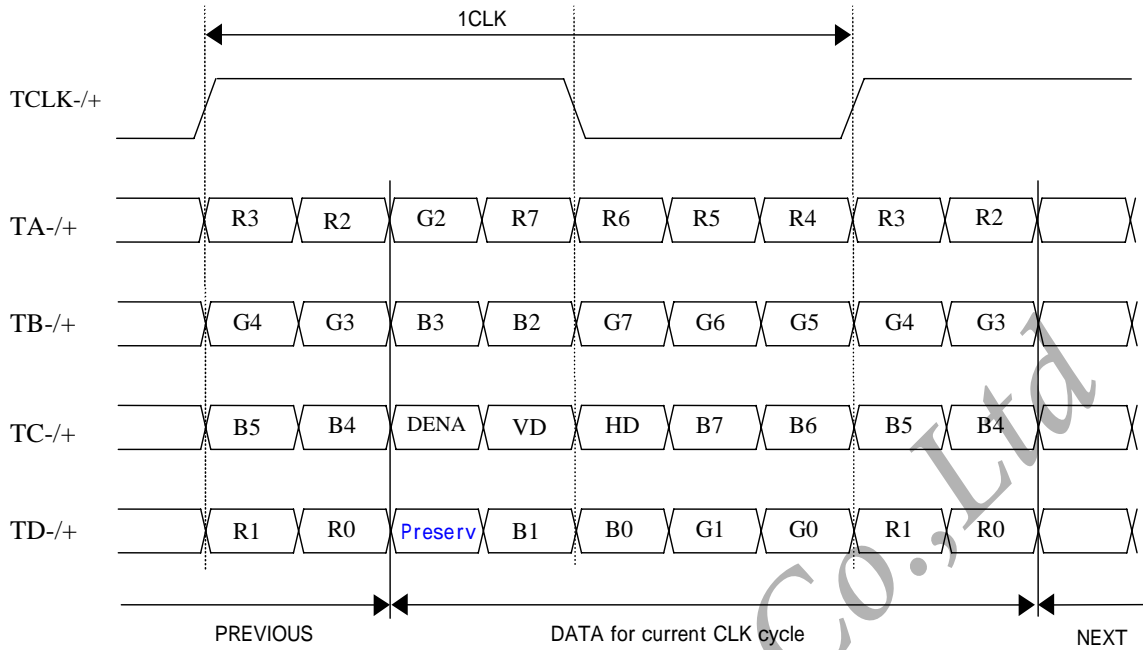 1CLK
TCLK-/+
TA-/+ R3 R2 G2 R7 R6 R5 R4 R3 R2
TB-/+ G4 G3 B3 B2 G7 G6 G5 G4 G3
TC-/+ B5 B4 DENA VD HD B7 B6 B5 B4
TD-/+ R1 R0 Preserv B1 B0 G1 G0 R1 R0
PREVIOUS DATA for current CLK cycle NEXT
Co.,Ltd